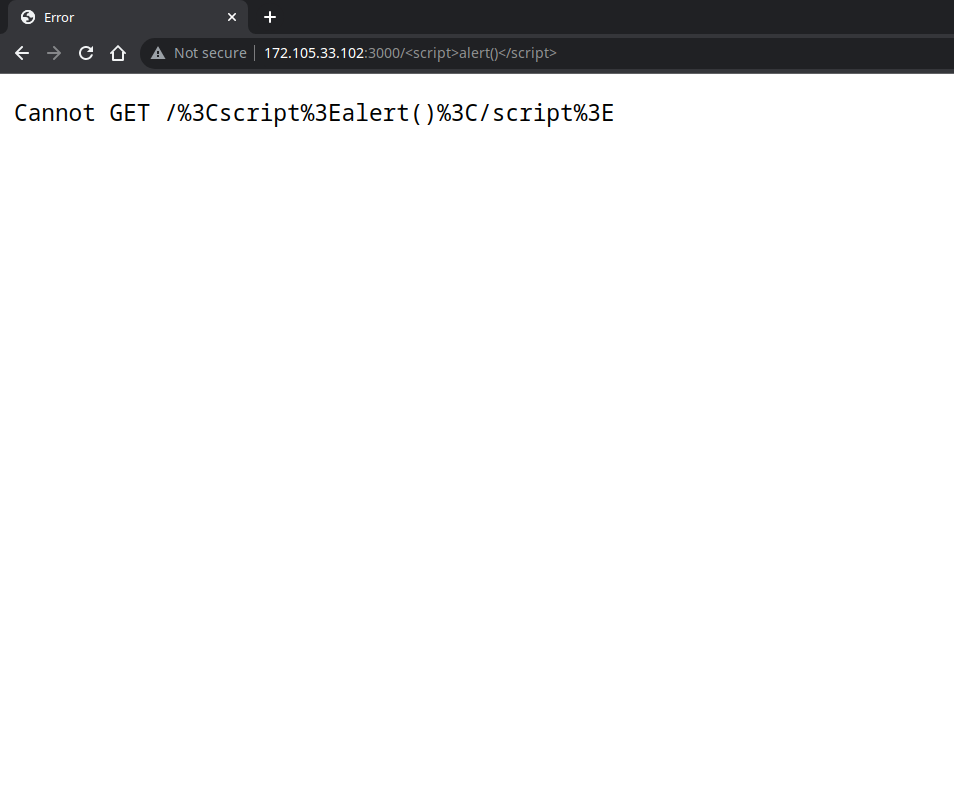 Error
Not secure
172.105.33.102:3000/<script>alert()</script>
Cannot GET /%3Cscript%3Ealert()%3C/script%3E